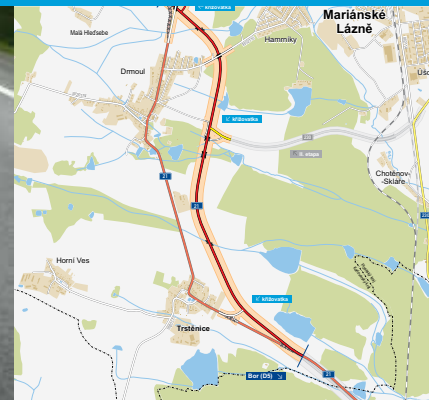 křižovatka
Mariánské
Lázně
Malá Hleďsebe
Hamrníky
Drmoul
křižovatka
230
II. etapa
21
Chotěnov-
-Skláře
21
Horní Ves
křižovatka
Trstěnice
Bor (D5)
21